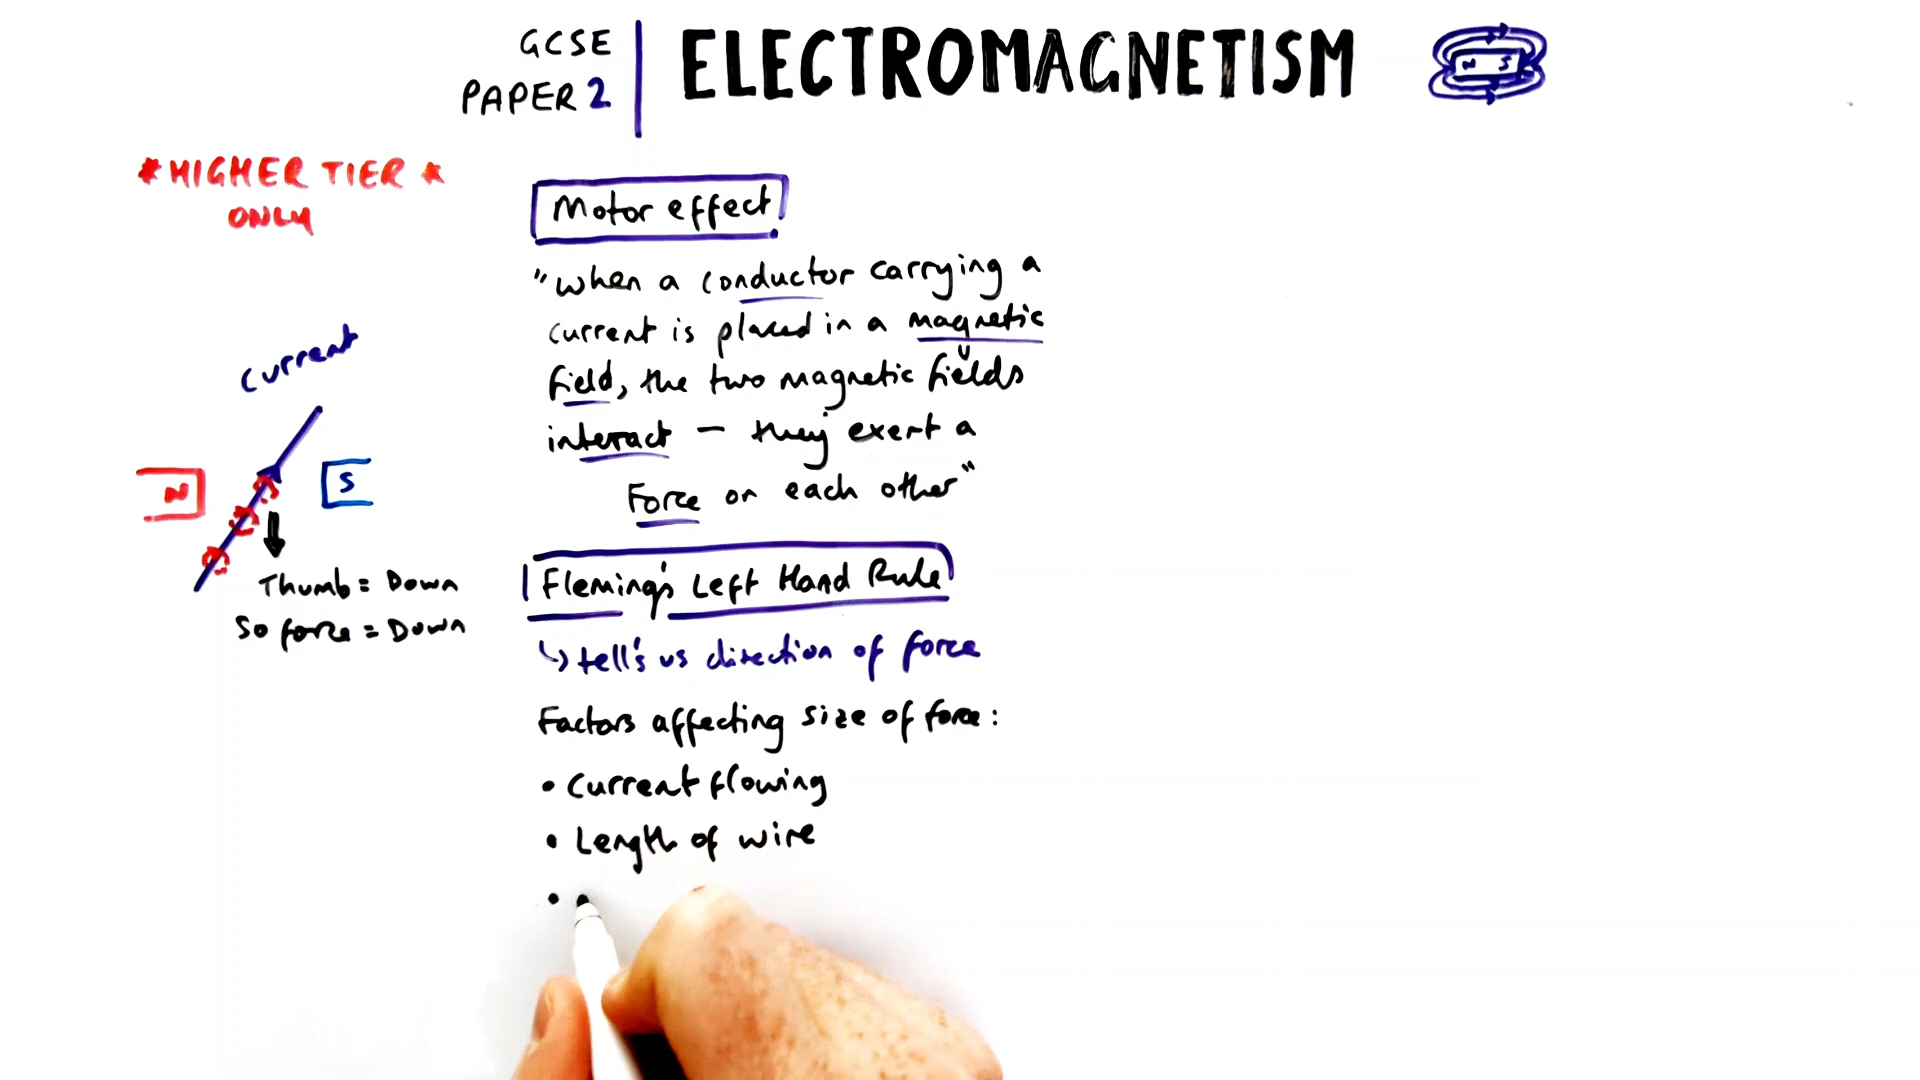 GCSE
PAPER 2
ELECTROMAGNETISM
N S
* HIGHER TIER *
ONLY
Current
N
S
Thumb = Down
So force = Down
Motor effect
"When a conductor carrying a
current is placed in a magnetic
field, the two magnetic fields
interact – they exert a
Force on each other"
Fleming's Left Hand Rule
↳ tell's us direction of force
Factors affecting size of force:
• Current flowing
• Length of wire
•